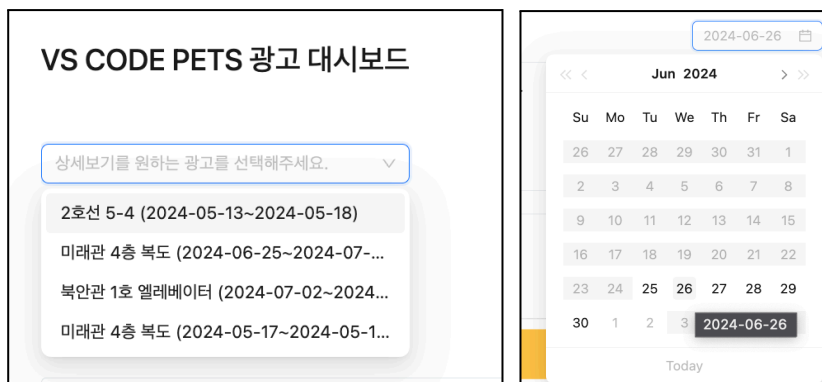 VS CODE PETS 광고 대시보드
상세보기를 원하는 광고를 선택해주세요.
2호선 5-4 (2024-05-13~2024-05-18)
미래관 4층 복도 (2024-06-25~2024-07-...
북안관 1호 엘레베이터 (2024-07-02~2024...
미래관 4층 복도 (2024-05-17~2024-05-1...
2024-06-26
Jun 2024
Su Mo Tu We Th Fr Sa
26 27 28 29 30 31 1
2 3 4 5 6 7 8
9 10 11 12 13 14 15
16 17 18 19 20 21 22
23 24 25 26 27 28 29
30 1 2 3 2024-06-26
Today